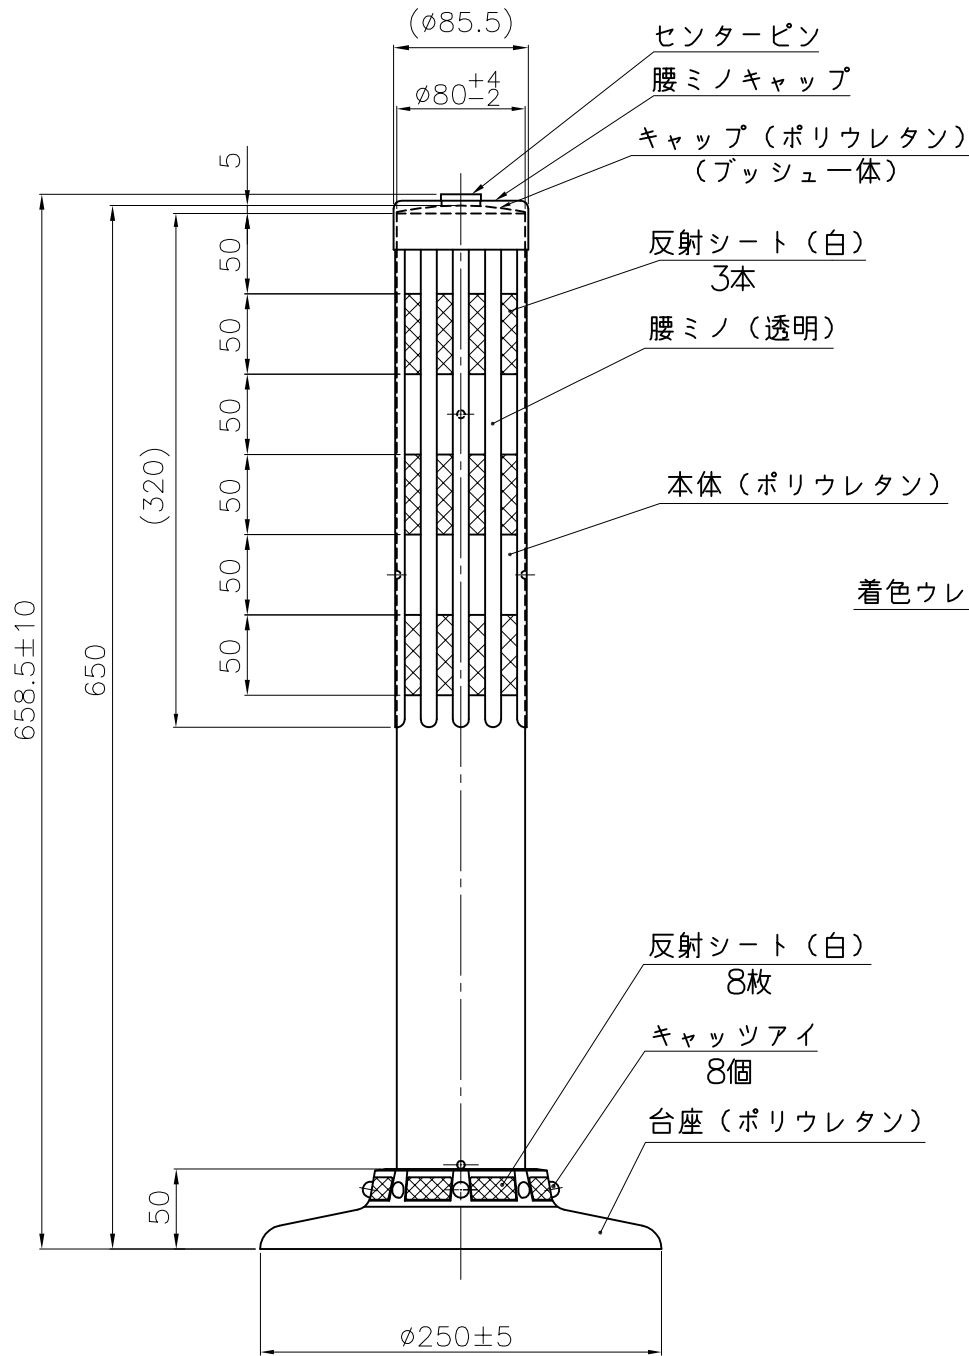 (φ85.5)
φ80+4-2
センターピン
腰ミノキャップ
キャップ（ポリウレタン）
（ブッシュ一体）
5
50
反射シート（白）
3本
50
腰ミノ（透明）
50
(320)
50
本体（ポリウレタン）
50
着色ウレ
50
658.5±10
650
反射シート（白）
8枚
キャッツアイ
8個
台座（ポリウレタン）
50
φ250±5